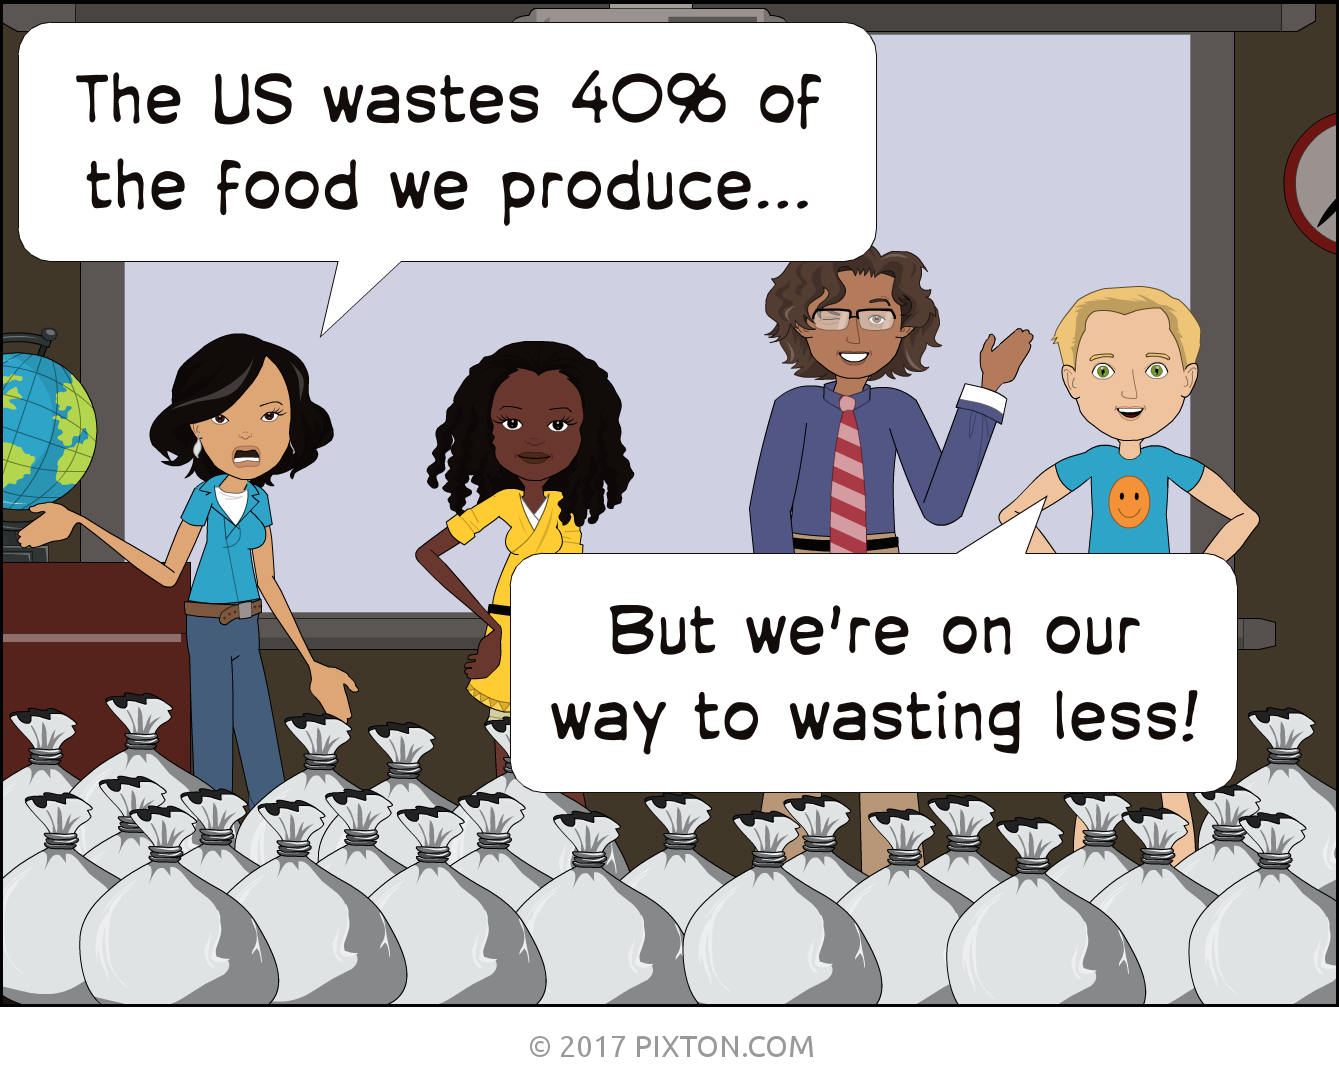 The US wastes 40% of
the food we produce...
But we're on our
way to wasting less!
© 2017 PIXTON.COM